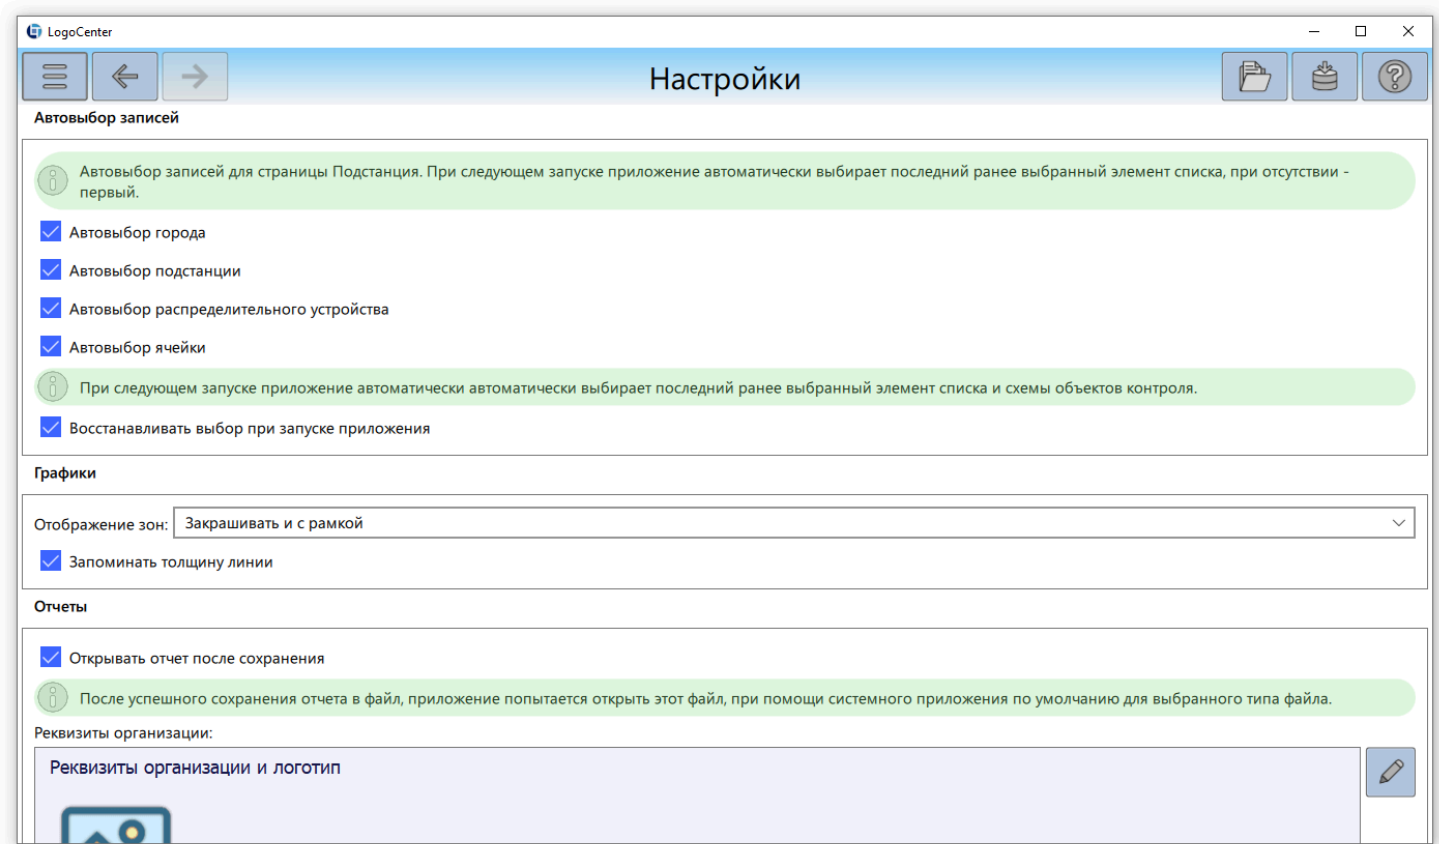 LogoCenter
Настройки
Автовыбор записей
Автовыбор записей для страницы Подстанция. При следующем запуске приложение автоматически выбирает последний ранее выбранный элемент списка, при отсутствии -
первый.
Автовыбор города
Автовыбор подстанции
Автовыбор распределительного устройства
Автовыбор ячейки
При следующем запуске приложение автоматически автоматически выбирает последний ранее выбранный элемент списка и схемы объектов контроля.
Восстанавливать выбор при запуске приложения
Графики
Отображение зон: Закрашивать и с рамкой
Запоминать толщину линии
Отчеты
Открывать отчет после сохранения
После успешного сохранения отчета в файл, приложение попытается открыть этот файл, при помощи системного приложения по умолчанию для выбранного типа файла.
Реквизиты организации:
Реквизиты организации и логотип